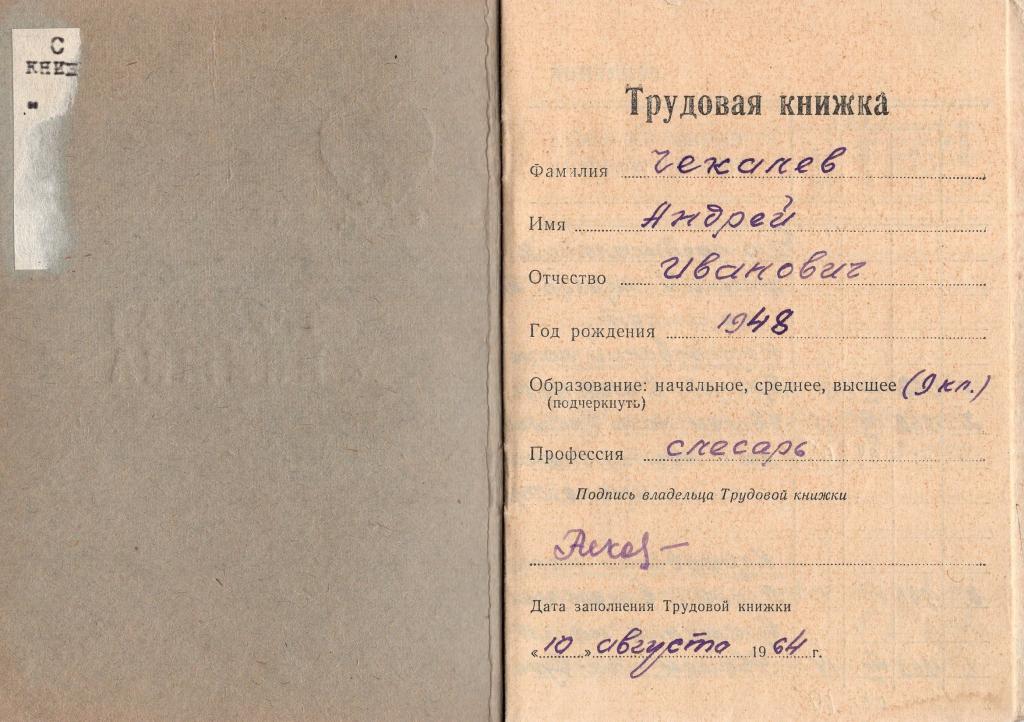 С
КНИЖ
"
Трудовая книжка
Фамилия Чекалев
Имя Андрей
Отчество Иванович
Год рождения 1948
Образование: начальное, среднее, высшее (9 кл.)
(подчеркнуть)
Профессия слесарь
Подпись владельца Трудовой книжки
Дата заполнения Трудовой книжки
«10» августа 1964 г.